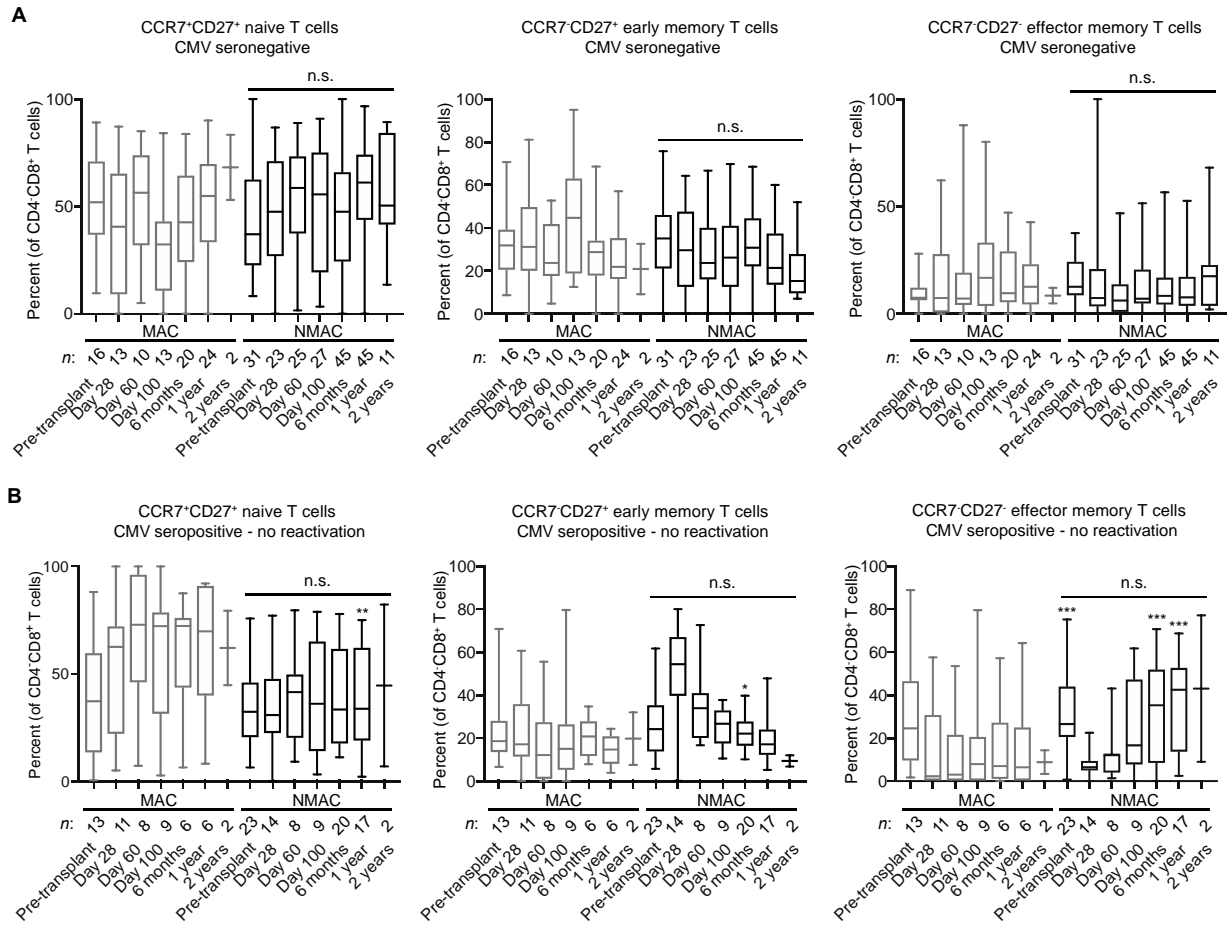 A
CCR7⁺CD27⁺ naive T cells
CMV seronegative
n.s.
Percent (of CD4⁻CD8⁺ T cells)
100
50
0
MAC
NMAC
n: 16 13 10 13 20 24 2 31 23 25 27 45 45 11
Pre-transplant Day 28 Day 60 Day 100 6 months 1 year 2 years Pre-transplant Day 28 Day 60 Day 100 6 months 1 year 2 years
CCR7⁻CD27⁺ early memory T cells
CMV seronegative
n.s.
Percent (of CD4⁻CD8⁺ T cells)
100
80
60
40
20
0
MAC
NMAC
n: 16 13 10 13 20 24 2 31 23 25 27 45 45 11
Pre-transplant Day 28 Day 60 Day 100 6 months 1 year 2 years Pre-transplant Day 28 Day 60 Day 100 6 months 1 year 2 years
CCR7⁻CD27⁻ effector memory T cells
CMV seronegative
n.s.
Percent (of CD4⁻CD8⁺ T cells)
100
50
0
MAC
NMAC
n: 16 13 10 13 20 24 2 31 23 25 27 45 45 11
Pre-transplant Day 28 Day 60 Day 100 6 months 1 year 2 years Pre-transplant Day 28 Day 60 Day 100 6 months 1 year 2 years
B
CCR7⁺CD27⁺ naive T cells
CMV seropositive - no reactivation
n.s.
**
Percent (of CD4⁻CD8⁺ T cells)
100
50
0
MAC
NMAC
n: 13 11 8 9 6 6 2 23 14 8 9 20 17 2
Pre-transplant Day 28 Day 60 Day 100 6 months 1 year 2 years Pre-transplant Day 28 Day 60 Day 100 6 months 1 year 2 years
CCR7⁻CD27⁺ early memory T cells
CMV seropositive - no reactivation
n.s.
*
Percent (of CD4⁻CD8⁺ T cells)
100
80
60
40
20
0
MAC
NMAC
n: 13 11 8 9 6 6 2 23 14 8 9 20 17 2
Pre-transplant Day 28 Day 60 Day 100 6 months 1 year 2 years Pre-transplant Day 28 Day 60 Day 100 6 months 1 year 2 years
CCR7⁻CD27⁻ effector memory T cells
CMV seropositive - no reactivation
n.s.
*** *** ***
Percent (of CD4⁻CD8⁺ T cells)
100
80
60
40
20
0
MAC
NMAC
n: 13 11 8 9 6 6 2 23 14 8 9 20 17 2
Pre-transplant Day 28 Day 60 Day 100 6 months 1 year 2 years Pre-transplant Day 28 Day 60 Day 100 6 months 1 year 2 years